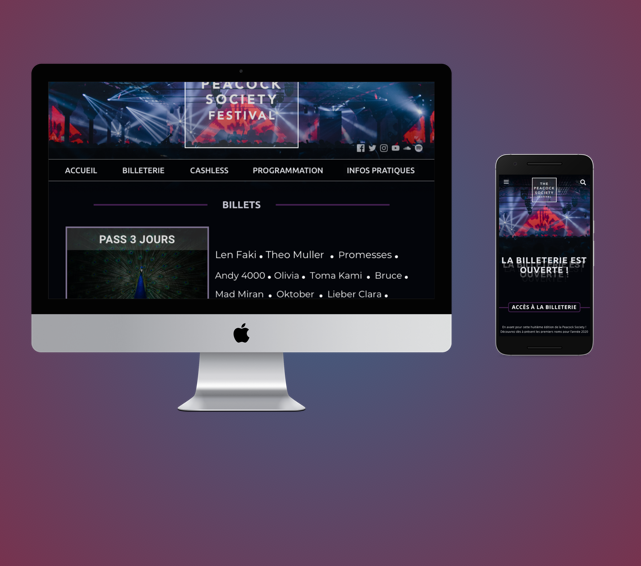 PEACOCK
SOCIETY
FESTIVAL
ACCUEIL BILLETERIE CASHLESS PROGRAMMATION INFOS PRATIQUES
BILLETS
PASS 3 JOURS
Len Faki • Theo Muller • Promesses •
Andy 4000 • Olivia • Toma Kami • Bruce •
Mad Miran • Oktober • Lieber Clara •
THE
PEACOCK
SOCIETY
FESTIVAL
LA BILLETERIE EST
OUVERTE !
ACCÈS À LA BILLETERIE